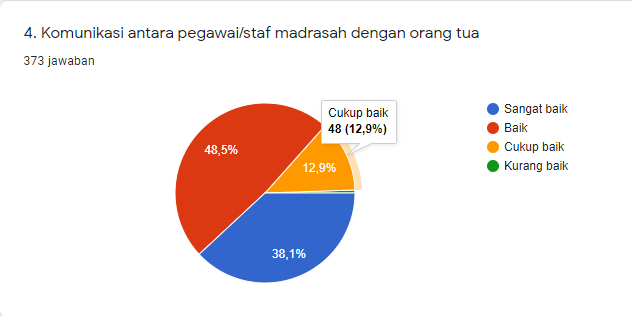 4. Komunikasi antara pegawai/staf madrasah dengan orang tua
373 jawaban
Cukup baik
48 (12,9%)
48,5%
12,9%
38,1%
Sangat baik
Baik
Cukup baik
Kurang baik